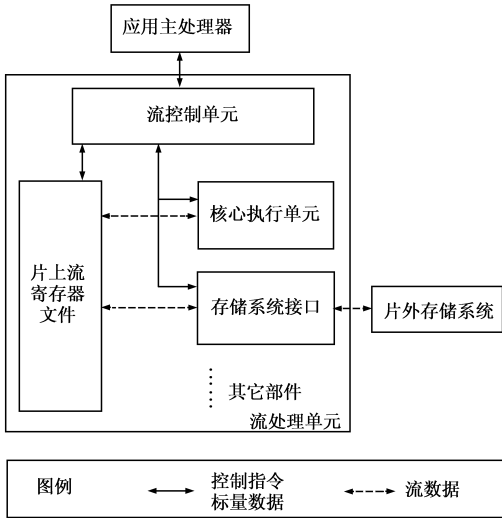 应用主处理器
流控制单元
核心执行单元
片上流
寄存器
文件
存储系统接口
片外存储系统
其它部件
流处理单元
图例
控制指令
标量数据
流数据